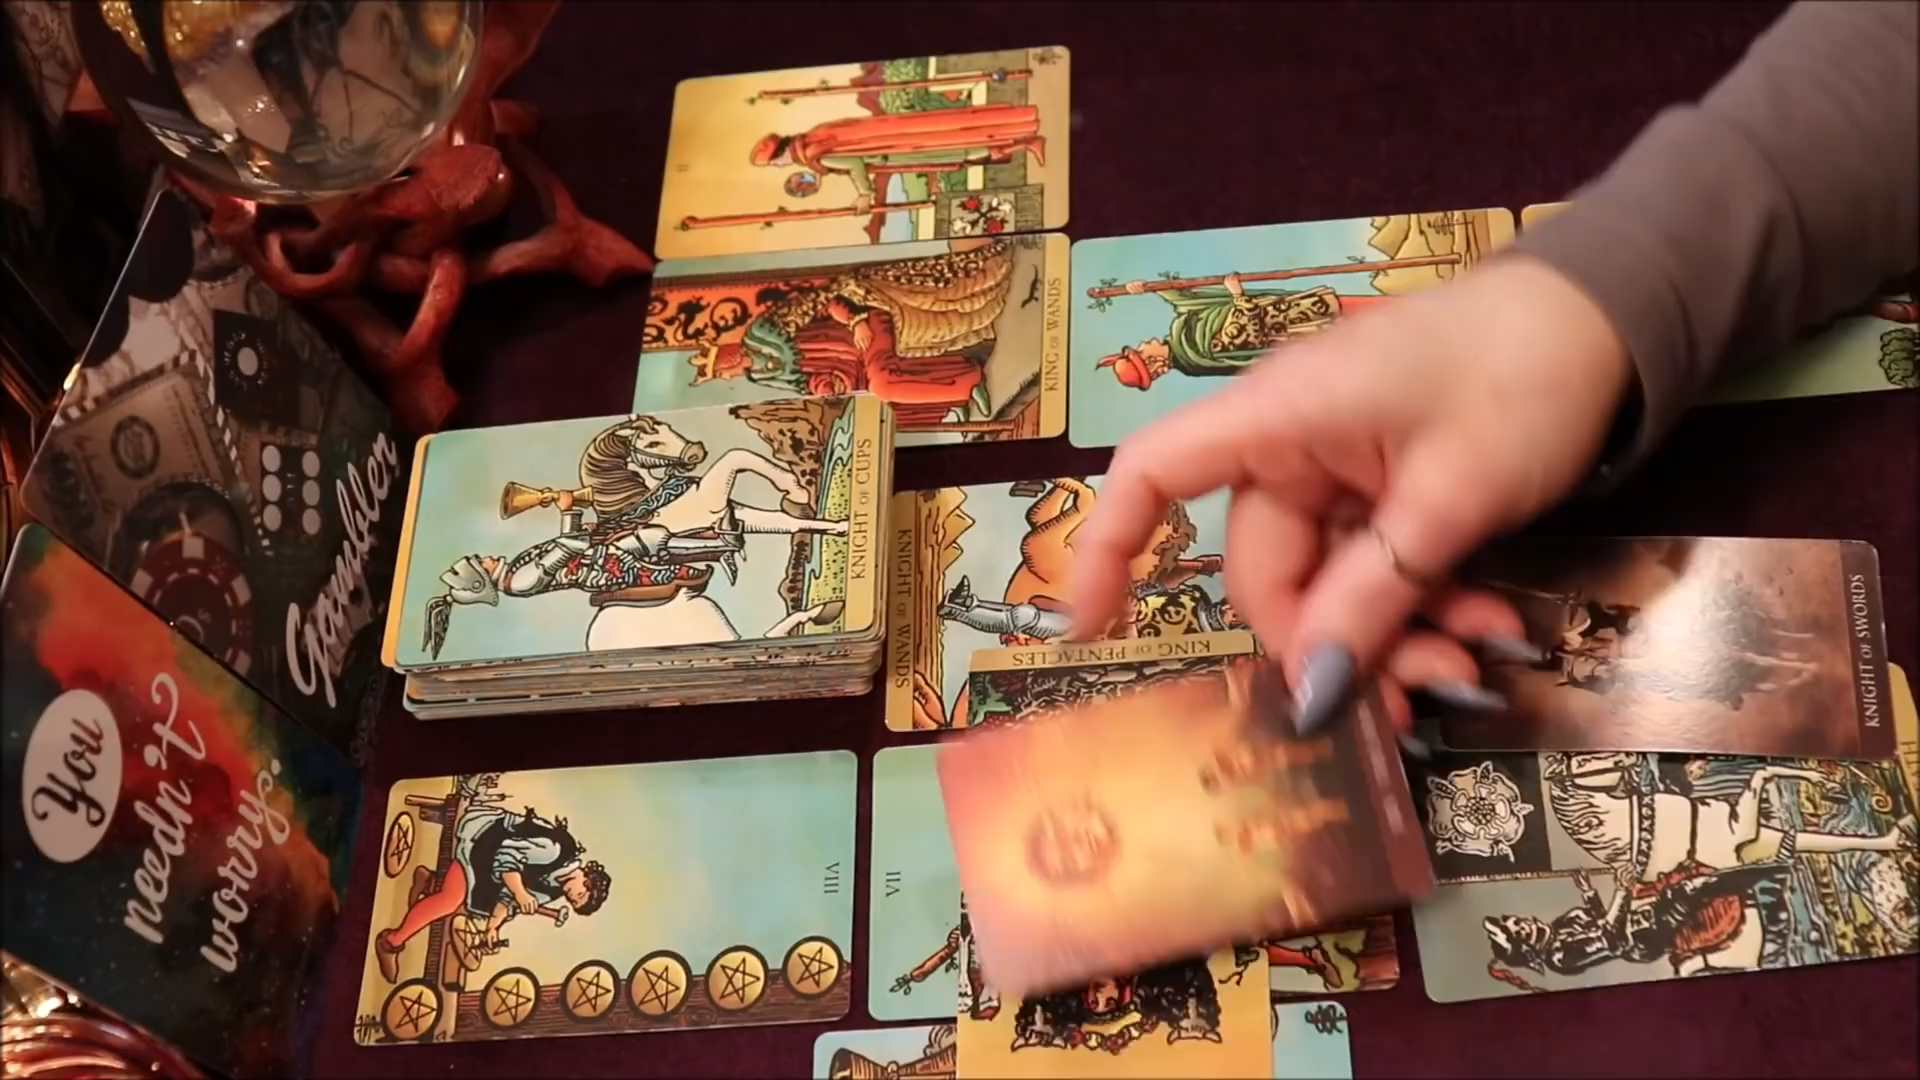 II
KING OF WANDS
KNIGHT OF CUPS
KNIGHT OF WANDS
KING OF PENTACLES
KNIGHT OF SWORDS
Gambler
You
needn't
worry.
VIII
VII